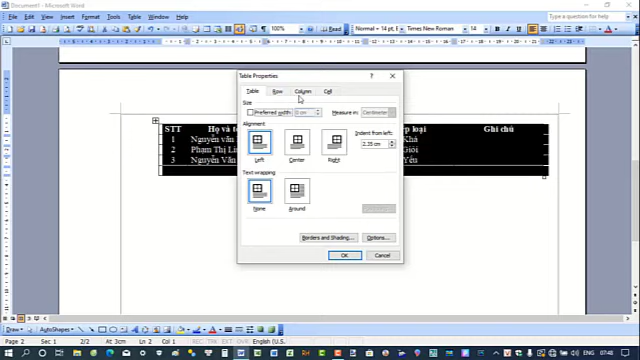 Document1 - Microsoft Word
File Edit View Insert Format Tools Table Window Help Type a question for help
100% Read Normal + 14 pt, Times New Roman 14
Table Properties
Table Row Column Cell
Size
Preferred width: 0 cm Measure in:
Alignment
Left Center Right
Indent from left:
2.35 cm
Text wrapping
None Around
Borders and Shading... Options...
OK Cancel
STT Họ và tê ếp loại Ghi chú
1 Nguyễn văn Khá
2 Phạm Thị Lí Giỏi
3 Nguyễn Văn Yếu
Draw AutoShapes
Page 2 Sec 1 2/2 At 3cm Ln 2 Col 1 REC TRK EXT OVR English (U.S.)
ENG 07:48